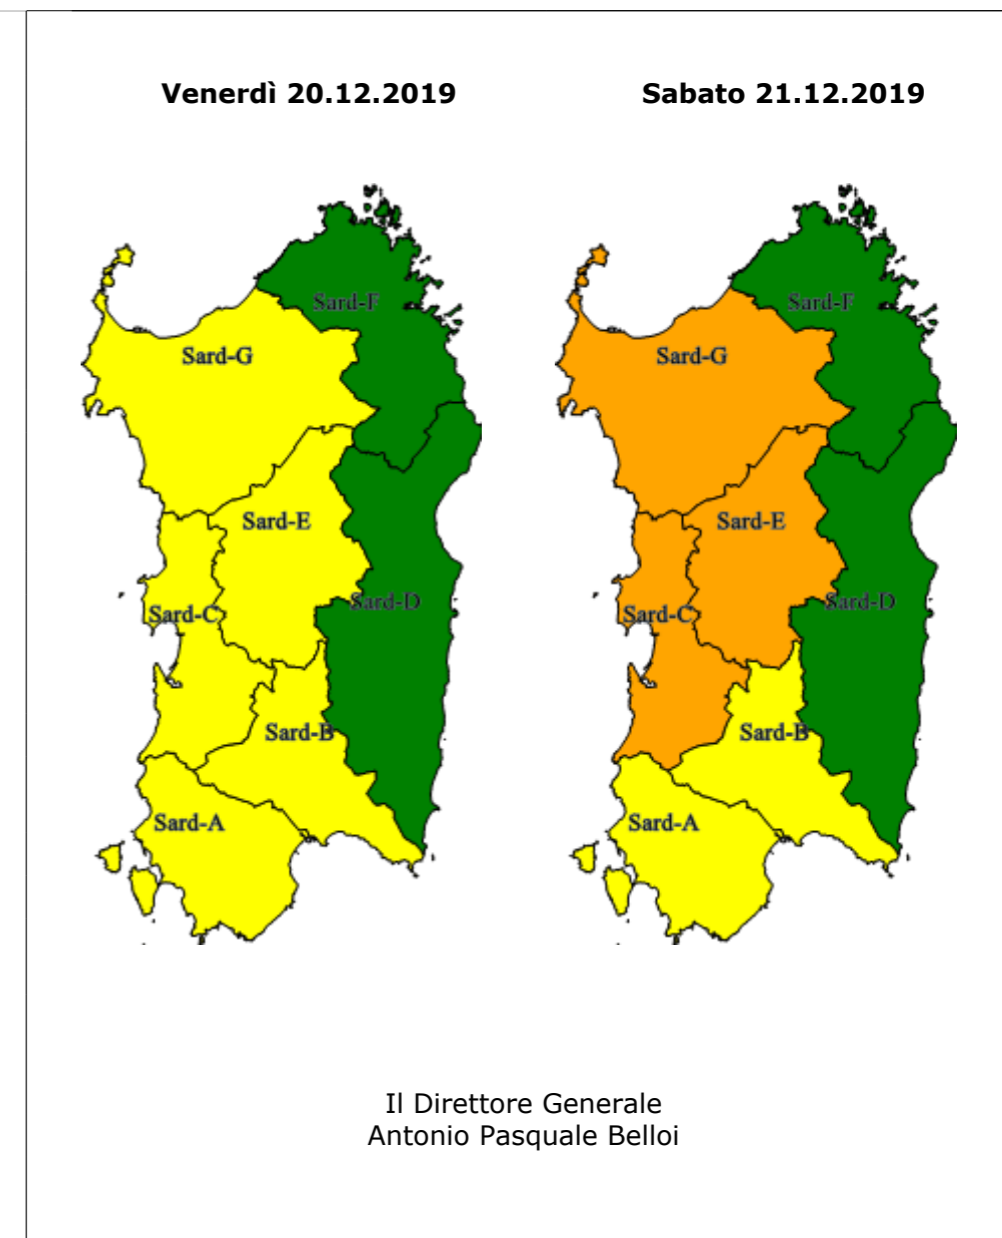 Venerdì 20.12.2019
Sabato 21.12.2019
Sard-F
Sard-G
Sard-E
Sard-D
Sard-C
Sard-B
Sard-A
Sard-F
Sard-G
Sard-E
Sard-D
Sard-C
Sard-B
Sard-A
Il Direttore Generale
Antonio Pasquale Belloi